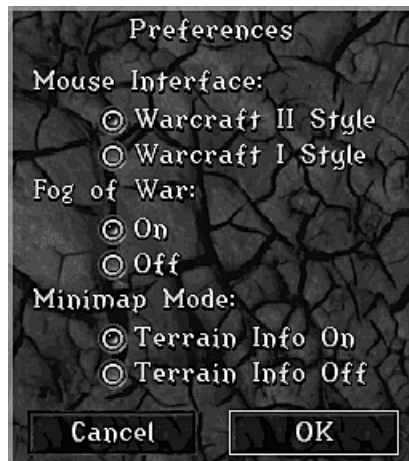 Preferences
Mouse Interface:
Warcraft II Style
Warcraft I Style
Fog of War:
On
Off
Minimap Mode:
Terrain Info On
Terrain Info Off
Cancel OK